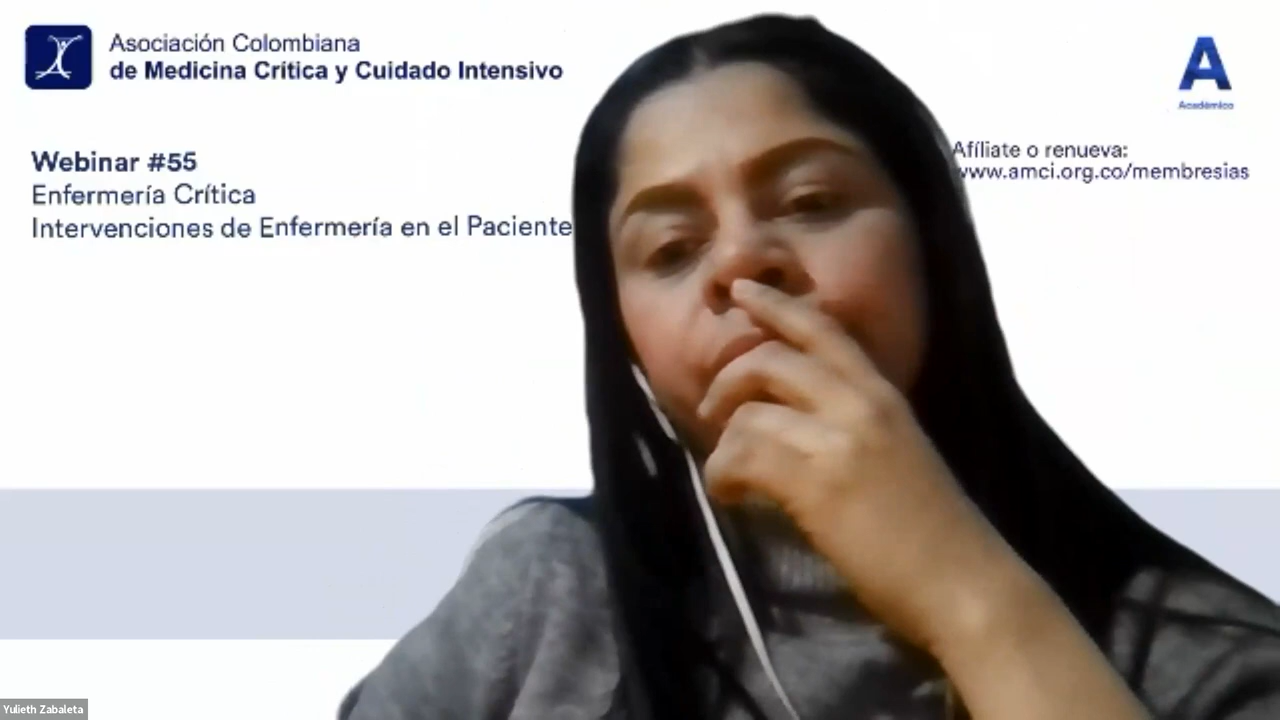 Asociación Colombiana
de Medicina Crítica y Cuidado Intensivo
A
Académico
Webinar #55
Enfermería Crítica
Intervenciones de Enfermería en el Paciente
Afíliate o renueva:
www.amci.org.co/membresias
Yulieth Zabaleta